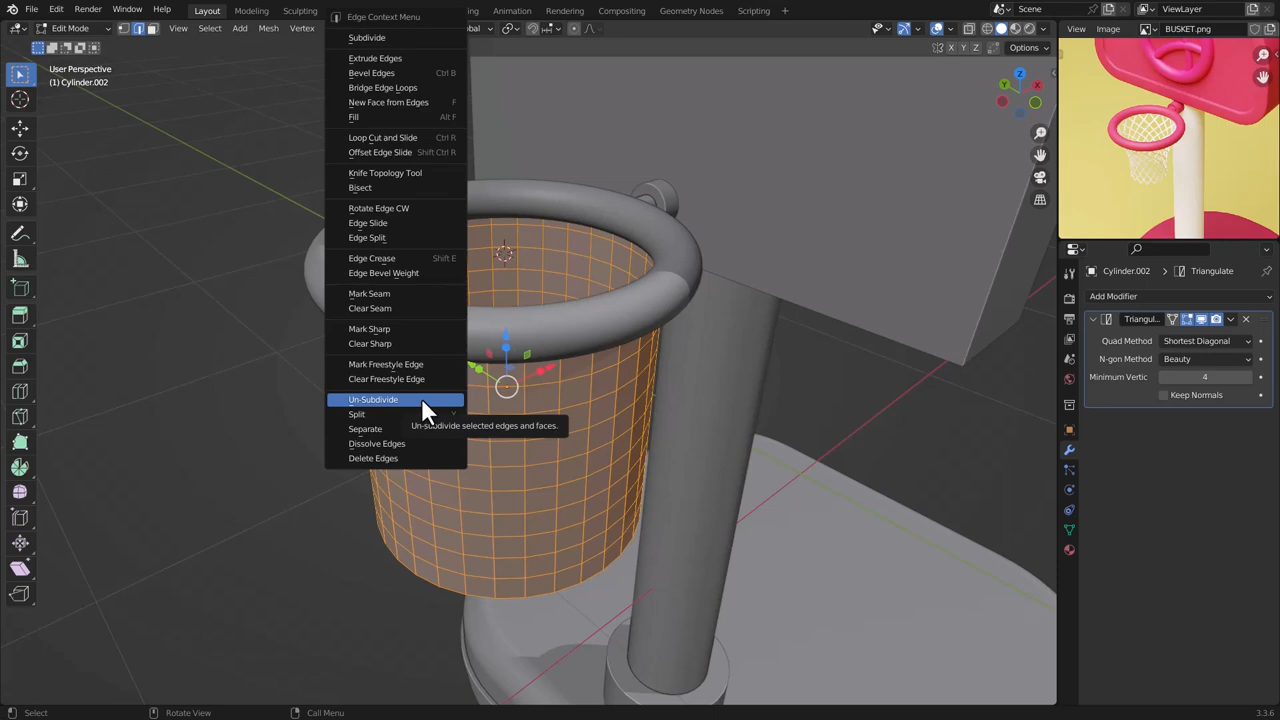 File Edit Render Window Help Layout Modeling Sculpting Animation Rendering Compositing Geometry Nodes Scripting Scene ViewLayer
Edit Mode View Select Add Mesh Vertex obal View Image BUSKET.png
X Y Z Options
User Perspective
(1) Cylinder.002
Edge Context Menu
Subdivide
Extrude Edges
Bevel Edges Ctrl B
Bridge Edge Loops
New Face from Edges F
Fill Alt F
Loop Cut and Slide Ctrl R
Offset Edge Slide Shift Ctrl R
Knife Topology Tool
Bisect
Rotate Edge CW
Edge Slide
Edge Split
Edge Crease Shift E
Edge Bevel Weight
Mark Seam
Clear Seam
Mark Sharp
Clear Sharp
Mark Freestyle Edge
Clear Freestyle Edge
Un-Subdivide
Split
Separate
Dissolve Edges
Delete Edges
Un-subdivide selected edges and faces.
Z
Y
X
Cylinder.002 Triangulate
Add Modifier
Triangul..
Quad Method Shortest Diagonal
N-gon Method Beauty
Minimum Vertic 4
Keep Normals
Select Rotate View Call Menu 3.3.6